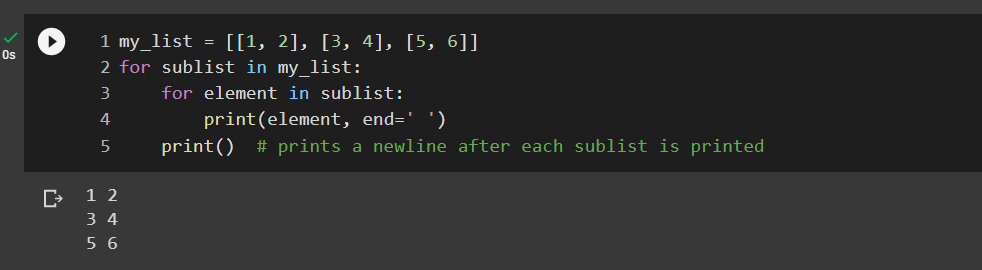 1 my_list = [[1, 2], [3, 4], [5, 6]]
2 for sublist in my_list:
3     for element in sublist:
4         print(element, end=' ')
5     print()  # prints a newline after each sublist is printed
0s
1 2
3 4
5 6